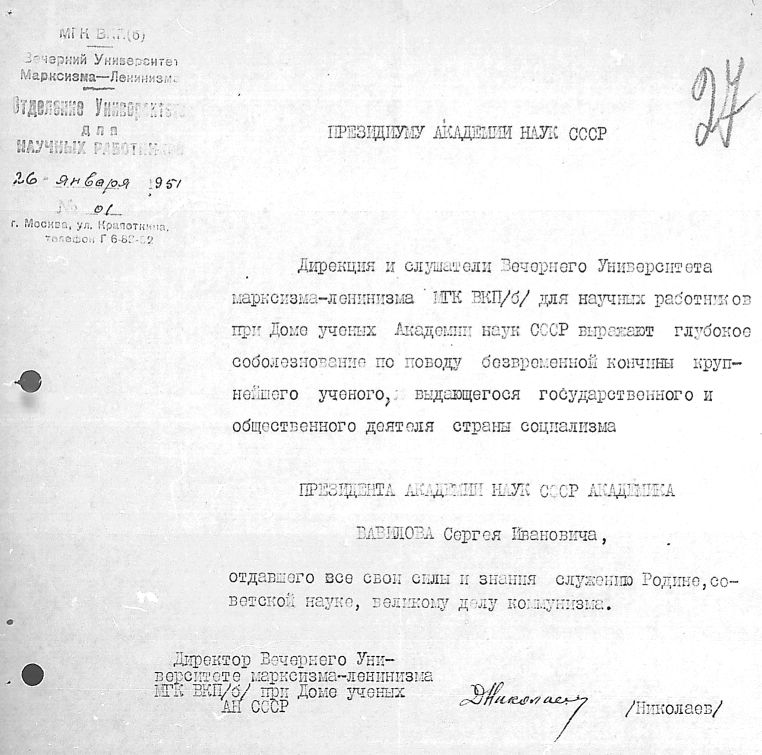 МГК ВКП(б)
Вечерний Университет
Марксизма—Ленинизма
Отделение Университета
для
НАУЧНЫХ РАБОТНИКОВ
26 января 1951
№ 01
г. Москва, ул. Крапоткина,
телефон Г 6-82-52
27
ПРЕЗИДИУМУ АКАДЕМИИ НАУК СССР
Дирекция и слушатели Вечернего Университета
марксизма-ленинизма МГК ВКП/б/ для научных работников
при Доме ученых Академии наук СССР выражают глубокое
соболезнование по поводу безвременной кончины круп-
нейшего ученого, выдающегося государственного и
общественного деятеля страны социализма
ПРЕЗИДЕНТА АКАДЕМИИ НАУК СССР АКАДЕМИКА
ВАВИЛОВА Сергея Ивановича,
отдавшего все свои силы и знания служению Родине,со-
ветской науке, великому делу коммунизма.
Директор Вечернего Уни-
верситете марксизма-ленинизма
МГК ВКП/б/ при Доме ученых
АН СССР
ДНиколаев
/Николаев/